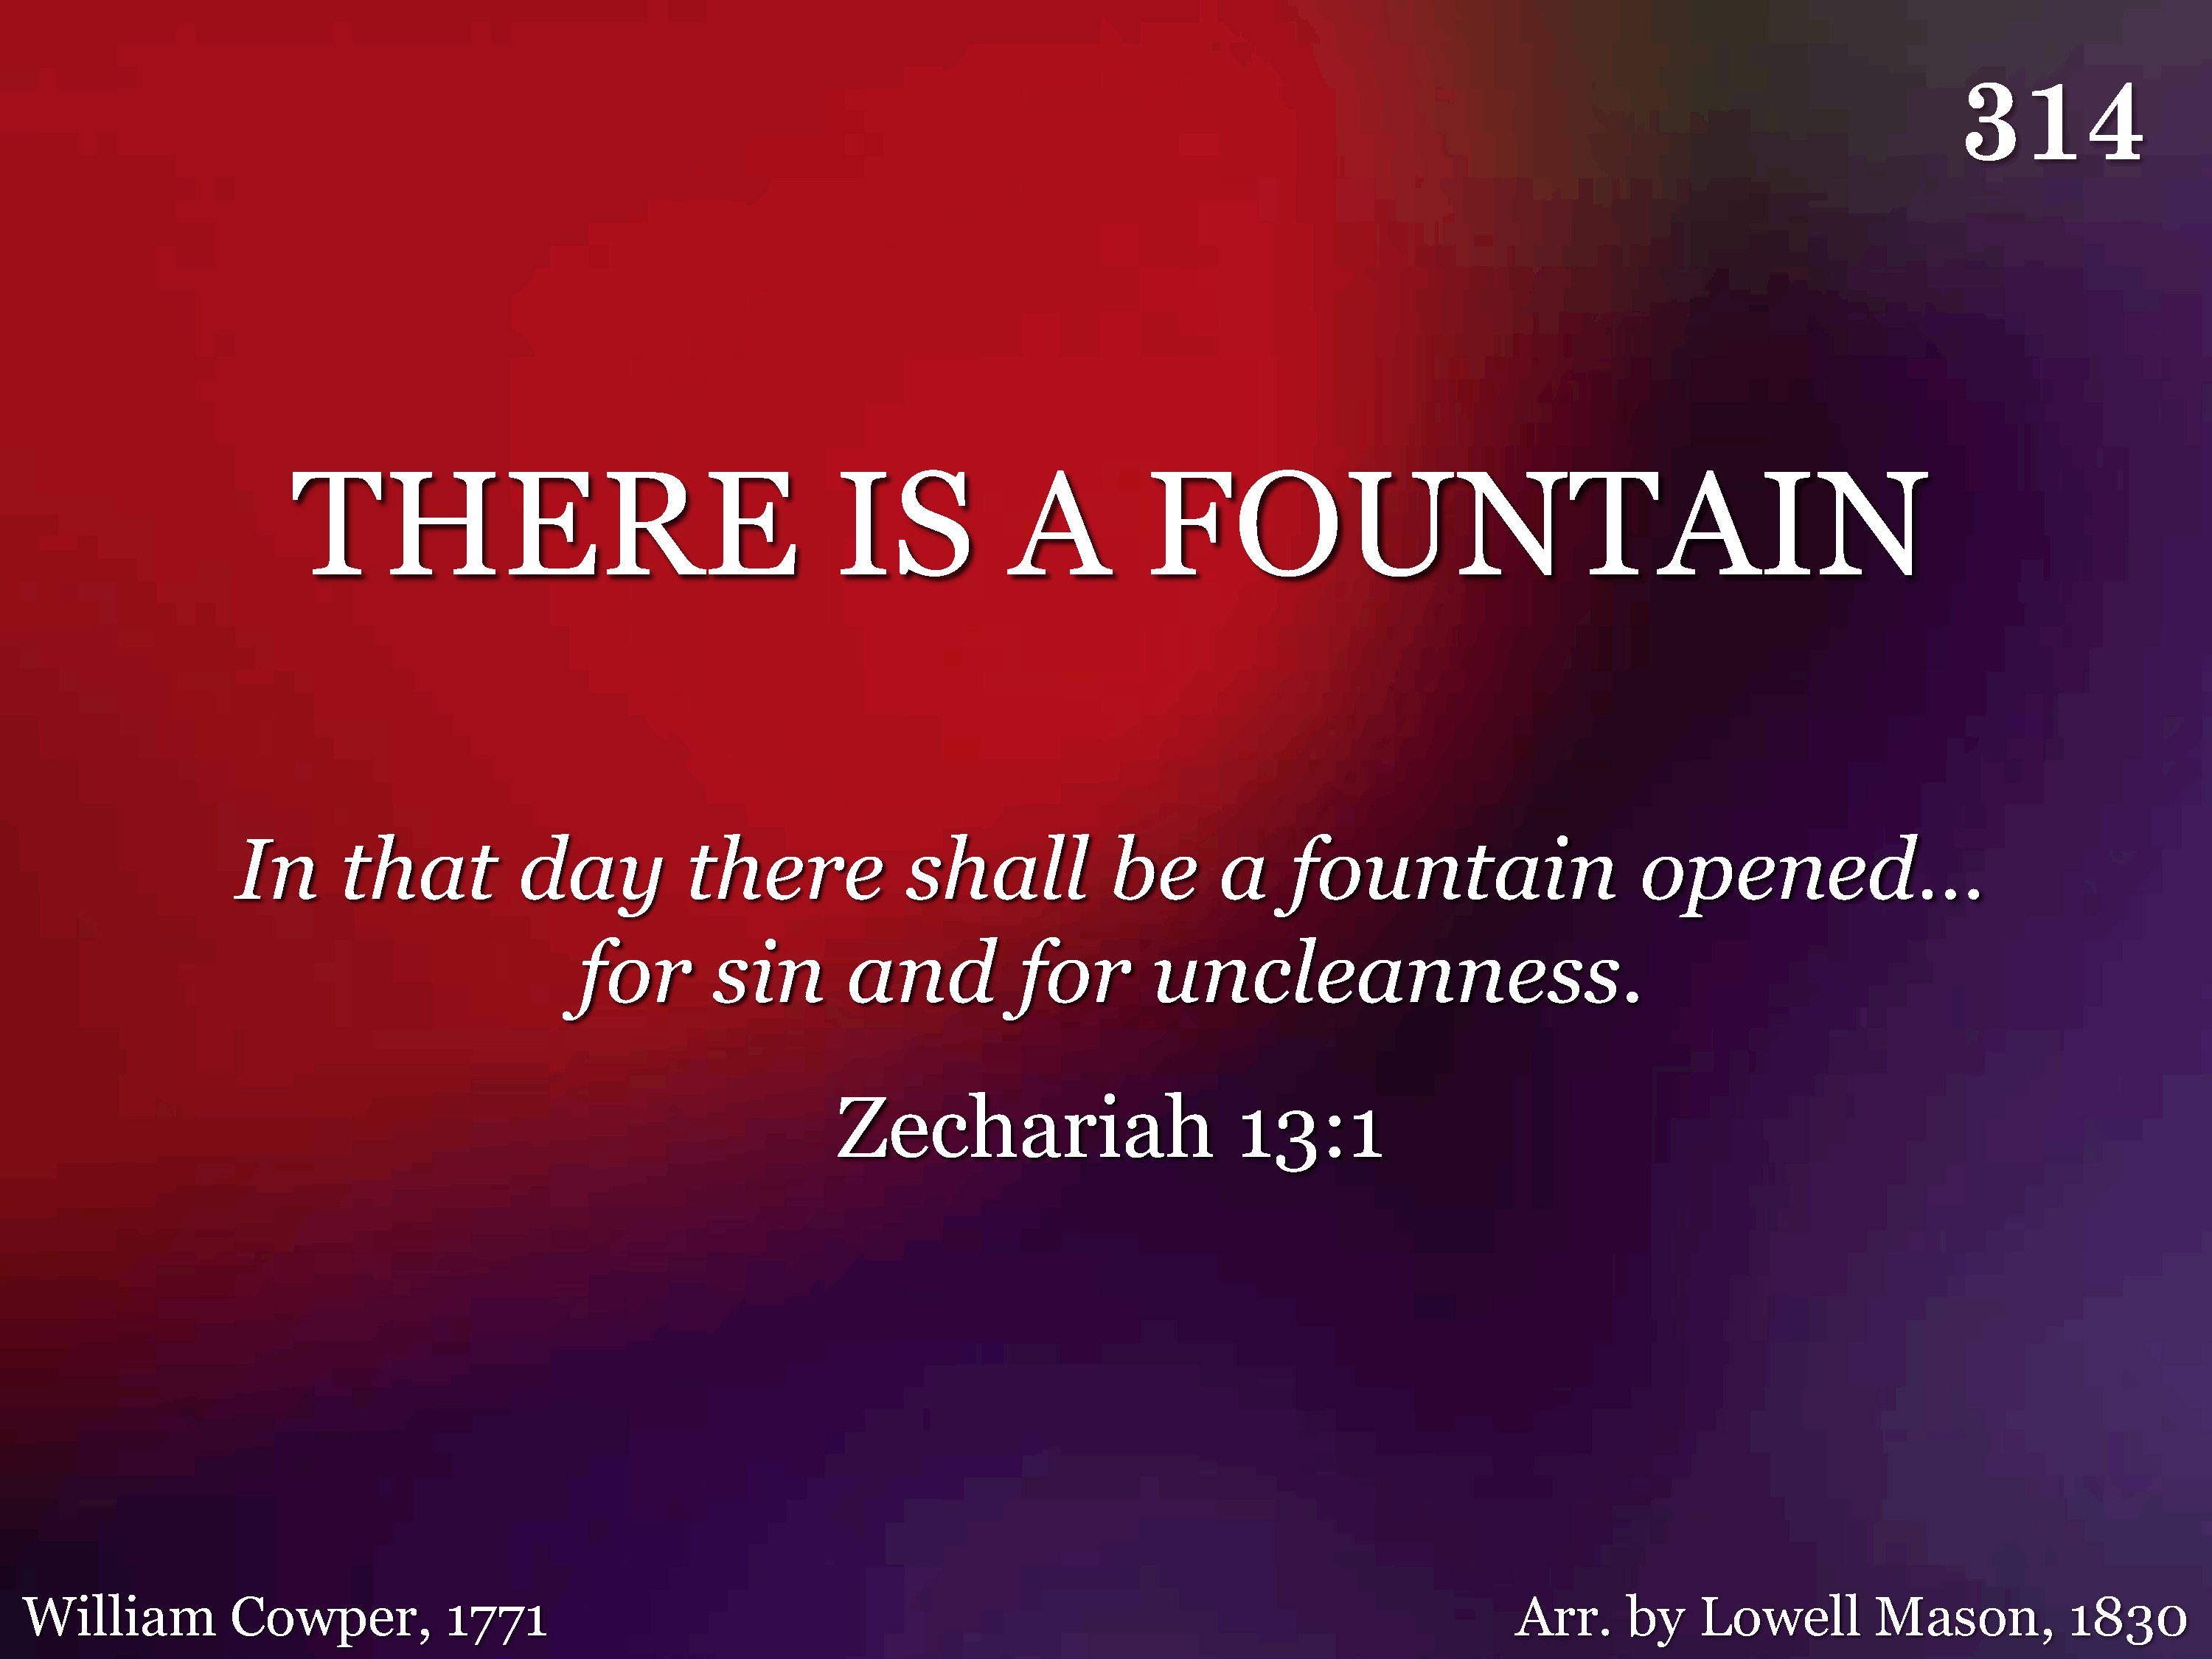 314
THERE IS A FOUNTAIN
In that day there shall be a fountain opened...
for sin and for uncleanness.
Zechariah 13:1
William Cowper, 1771
Arr. by Lowell Mason, 1830